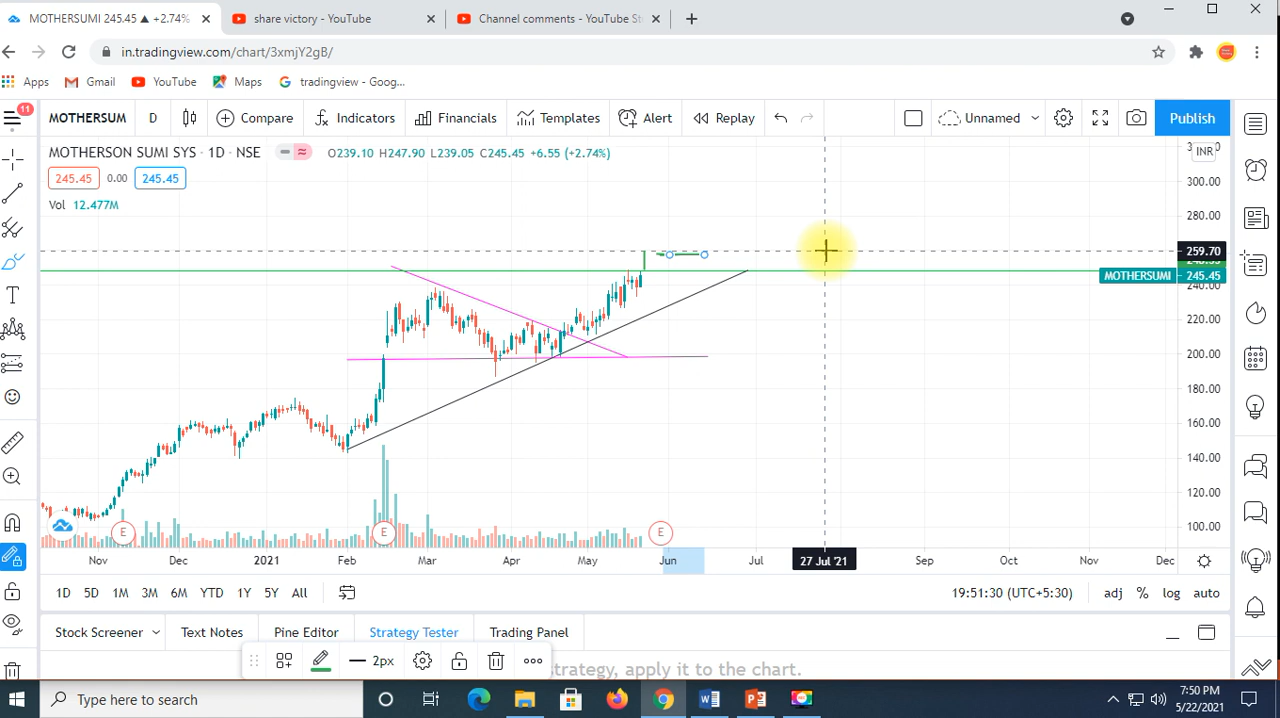 MOTHERSUMI 245.45 ▲ +2.74%
share victory - YouTube
Channel comments - YouTube St
in.tradingview.com/chart/3xmjY2gB/
Apps
Gmail
YouTube
Maps
tradingview - Goog...
11
MOTHERSUM
D
Compare
Indicators
Financials
Templates
Alert
Replay
Unnamed
Publish
MOTHERSON SUMI SYS · 1D · NSE
O239.10 H247.90 L239.05 C245.45 +6.55 (+2.74%)
INR
245.45
0.00
245.45
Vol 12.477M
300.00
280.00
259.70
MOTHERSUMI 245.45
240.00
220.00
200.00
180.00
160.00
140.00
120.00
100.00
E
E
E
Nov
Dec
2021
Feb
Mar
Apr
May
Jun
Jul
27 Jul '21
Sep
Oct
Nov
Dec
1D
5D
1M
3M
6M
YTD
1Y
5Y
All
19:51:30 (UTC+5:30)
adj
%
log
auto
Stock Screener
Text Notes
Pine Editor
Strategy Tester
Trading Panel
2px
strategy, apply it to the chart.
Type here to search
7:50 PM
5/22/2021